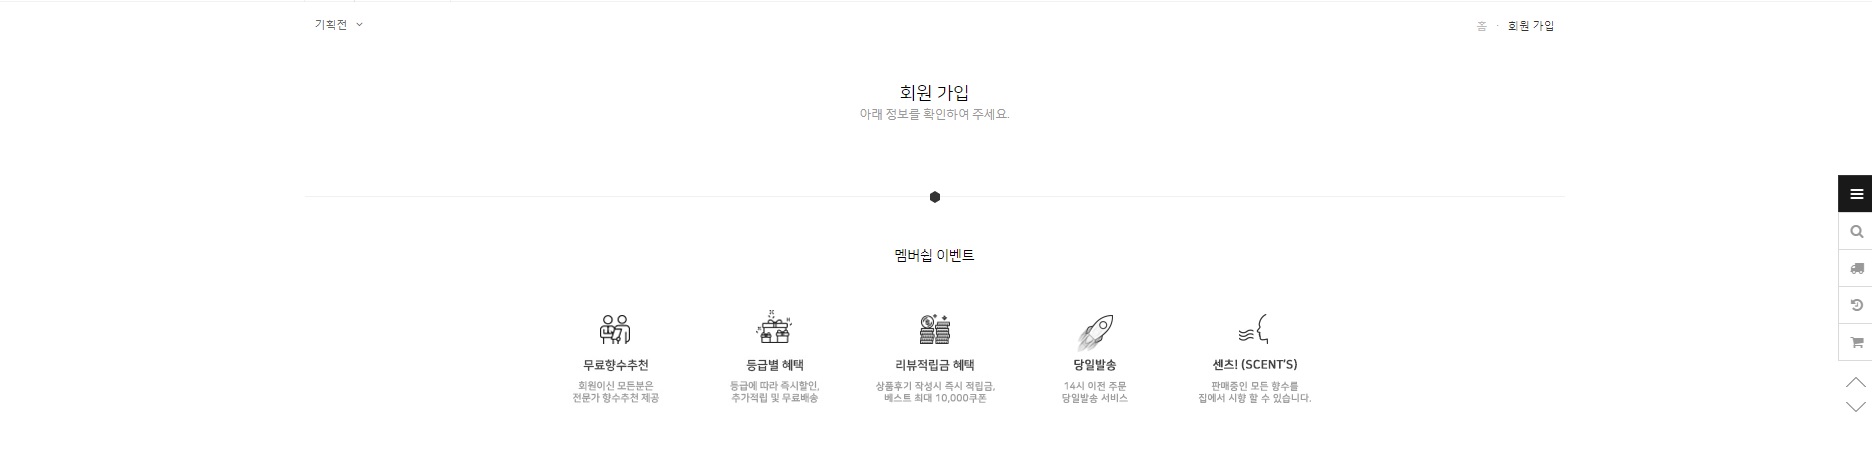 기획전
홈 - 회원 가입
회원 가입
아래 정보를 확인하여 주세요.
멤버쉽 이벤트
무료향수추천
회원이신 모든분은
전문가 향수추천 제공
등급별 혜택
등급에 따라 즉시할인,
추가적립 및 무료배송
리뷰적립금 혜택
상품후기 작성시 즉시 적립금,
베스트 최대 10,000쿠폰
당일발송
14시 이전 주문
당일발송 서비스
센츠! (SCENT'S)
판매중인 모든 향수를
집에서 시향 할 수 있습니다.